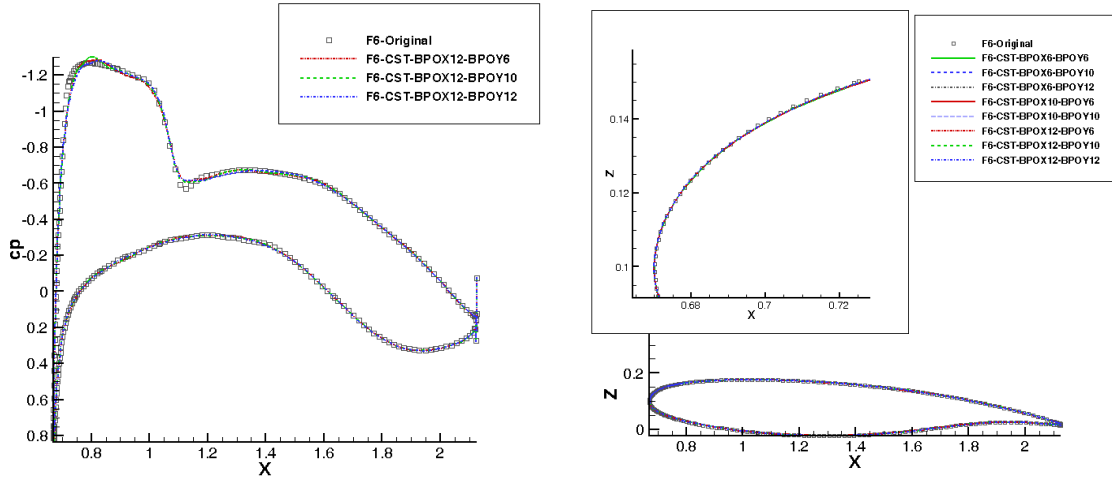 F6-Original
F6-CST-BPOX12-BPOY6
F6-CST-BPOX12-BPOY10
F6-CST-BPOX12-BPOY12
-1.2
-1
-0.8
-0.6
-0.4
-0.2
0
0.2
0.4
0.6
0.8
cp
0.8
1
1.2
1.4
1.6
1.8
2
X
F6-Original
F6-CST-BPOX6-BPOY6
F6-CST-BPOX6-BPOY10
F6-CST-BPOX6-BPOY12
F6-CST-BPOX10-BPOY6
F6-CST-BPOX10-BPOY10
F6-CST-BPOX12-BPOY6
F6-CST-BPOX12-BPOY10
F6-CST-BPOX12-BPOY12
0.14
0.12
0.1
Z
0.68
0.7
0.72
X
0.2
0
Z
0.8
1
1.2
1.4
1.6
1.8
2
X